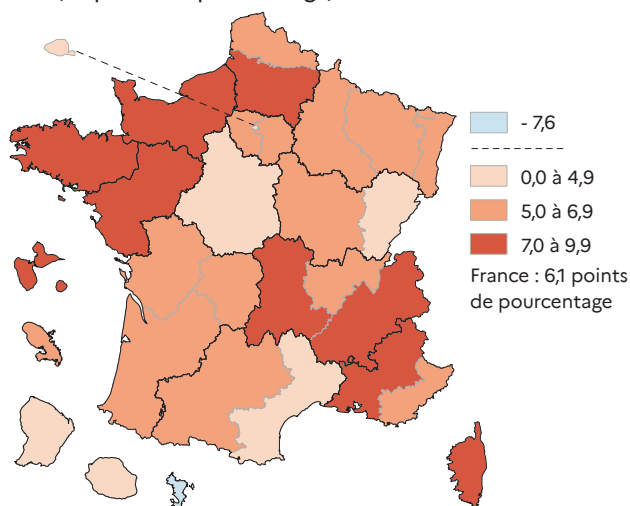 - 7,6
0,0 à 4,9
5,0 à 6,9
7,0 à 9,9
France : 6,1 points
de pourcentage